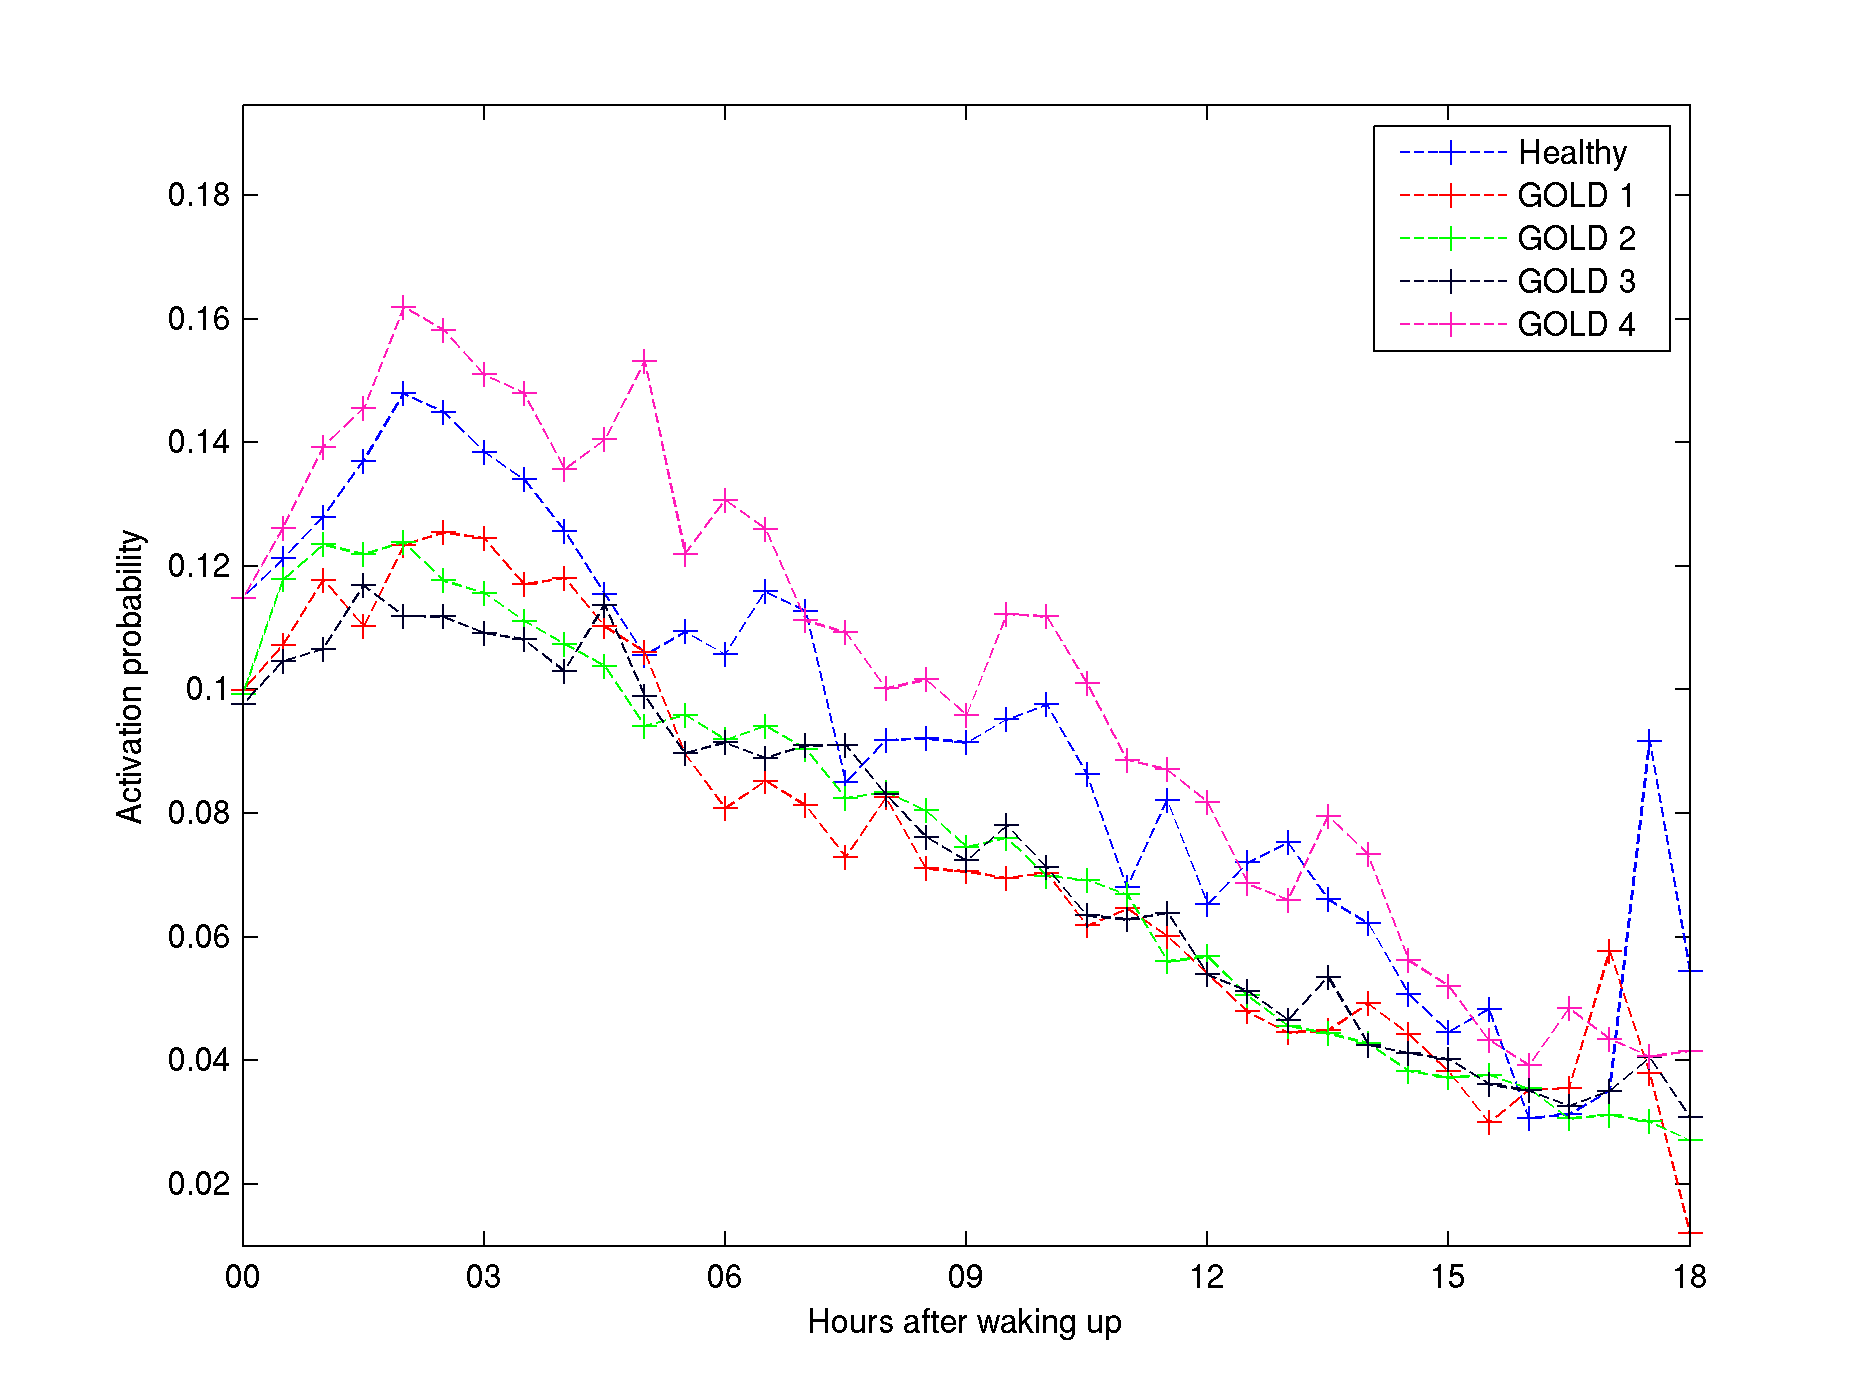 Healthy
GOLD 1
GOLD 2
GOLD 3
GOLD 4
0.18
0.16
0.14
0.12
0.1
0.08
0.06
0.04
0.02
Activation probability
00 03 06 09 12 15 18
Hours after waking up